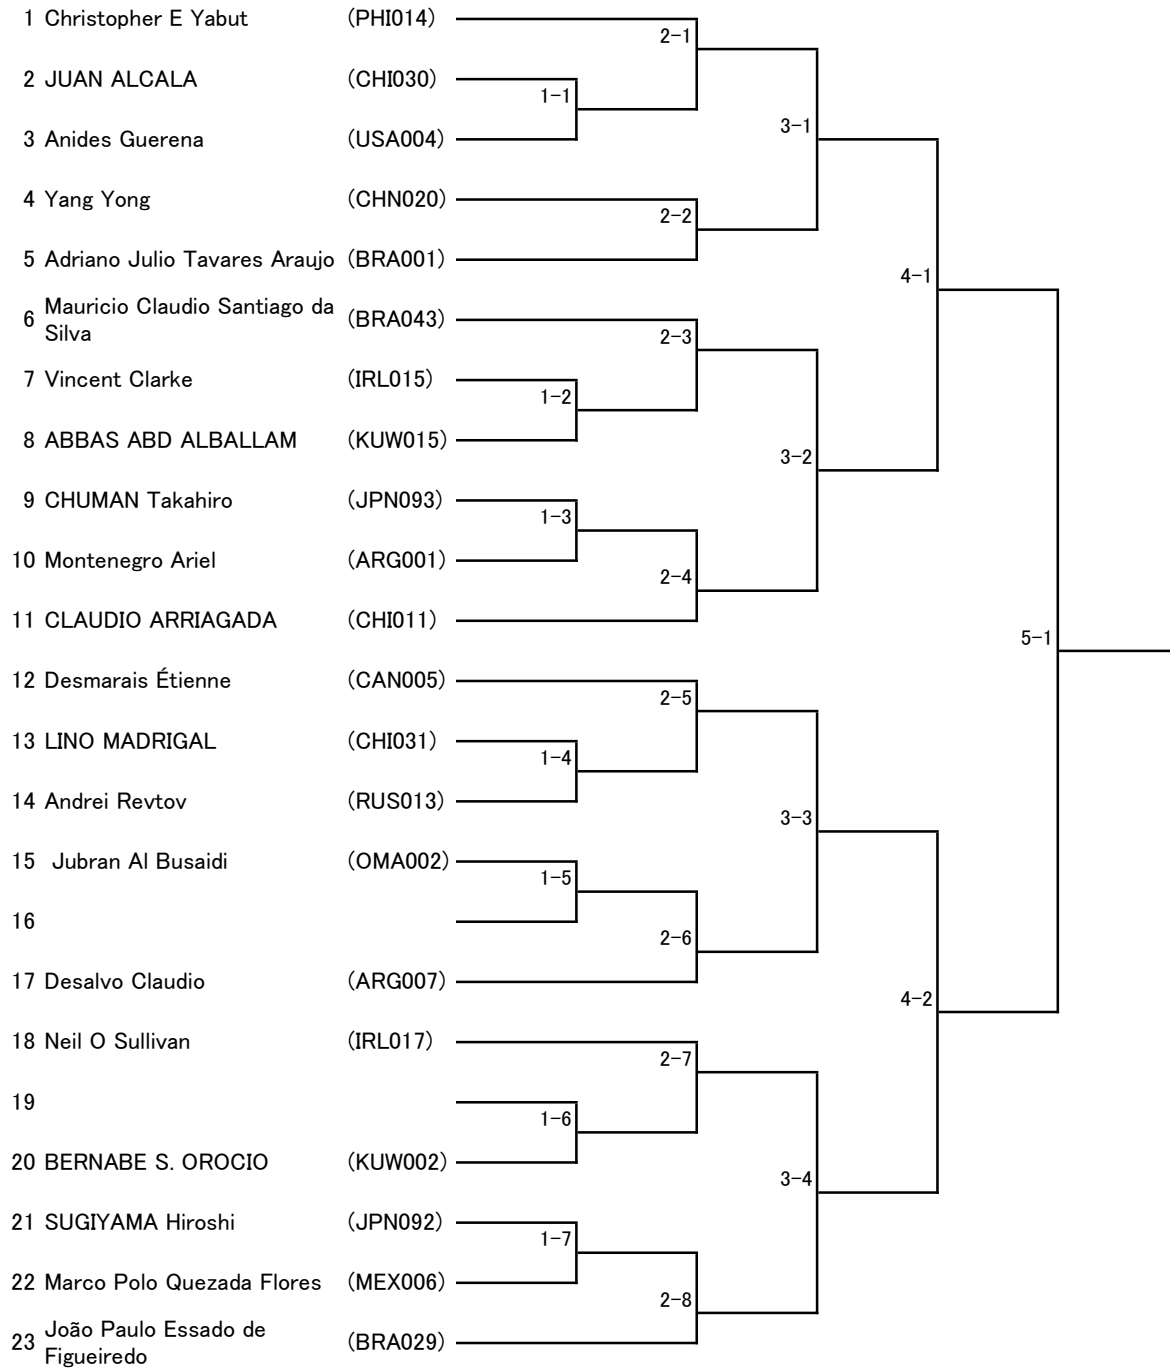 1 Christopher E Yabut (PHI014)
2-1
2 JUAN ALCALA (CHI030)
1-1
3-1
3 Anides Guerena (USA004)
4 Yang Yong (CHN020)
2-2
5 Adriano Julio Tavares Araujo (BRA001)
4-1
6 Mauricio Claudio Santiago da Silva (BRA043)
2-3
7 Vincent Clarke (IRL015)
1-2
8 ABBAS ABD ALBALLAM (KUW015)
3-2
9 CHUMAN Takahiro (JPN093)
1-3
10 Montenegro Ariel (ARG001)
2-4
11 CLAUDIO ARRIAGADA (CHI011)
5-1
12 Desmarais Étienne (CAN005)
2-5
13 LINO MADRIGAL (CHI031)
1-4
14 Andrei Revtov (RUS013)
3-3
15 Jubran Al Busaidi (OMA002)
1-5
16
2-6
17 Desalvo Claudio (ARG007)
4-2
18 Neil O Sullivan (IRL017)
2-7
19
1-6
20 BERNABE S. OROCIO (KUW002)
3-4
21 SUGIYAMA Hiroshi (JPN092)
1-7
22 Marco Polo Quezada Flores (MEX006)
2-8
23 João Paulo Essado de Figueiredo (BRA029)